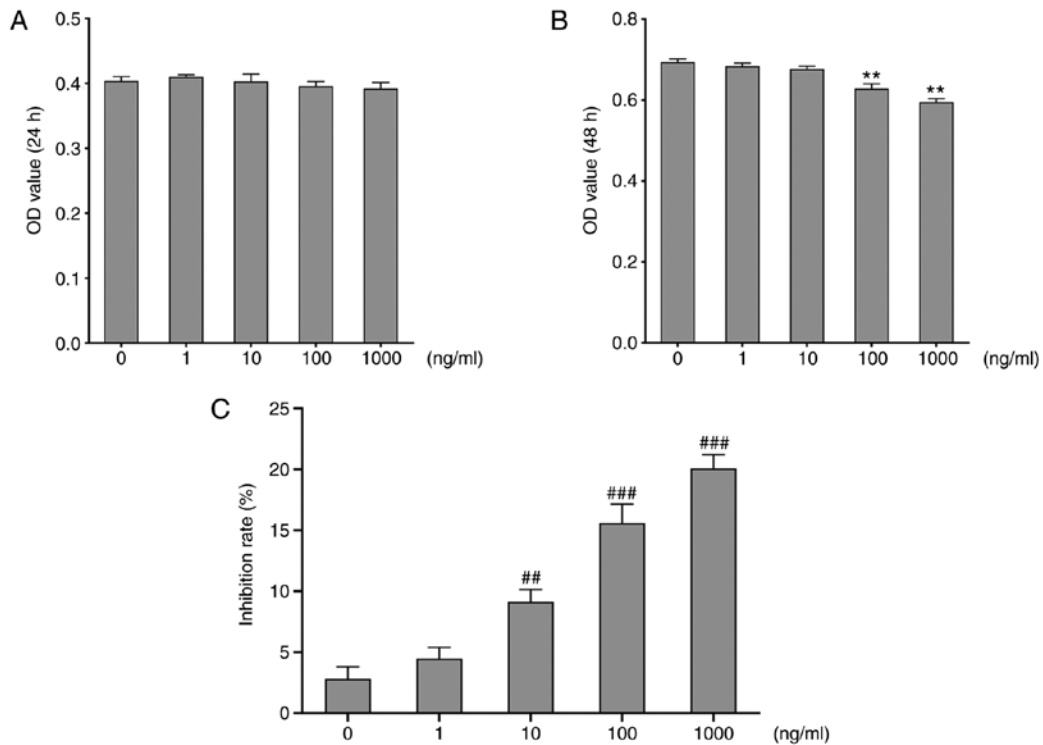 A
OD value (24 h)
0.5
0.4
0.3
0.2
0.1
0.0
0 1 10 100 1000 (ng/ml)
B
OD value (48 h)
0.8
0.6
0.4
0.2
0.0
**
**
0 1 10 100 1000 (ng/ml)
C
Inhibition rate (%)
25
20
15
10
5
0
##
###
###
0 1 10 100 1000 (ng/ml)